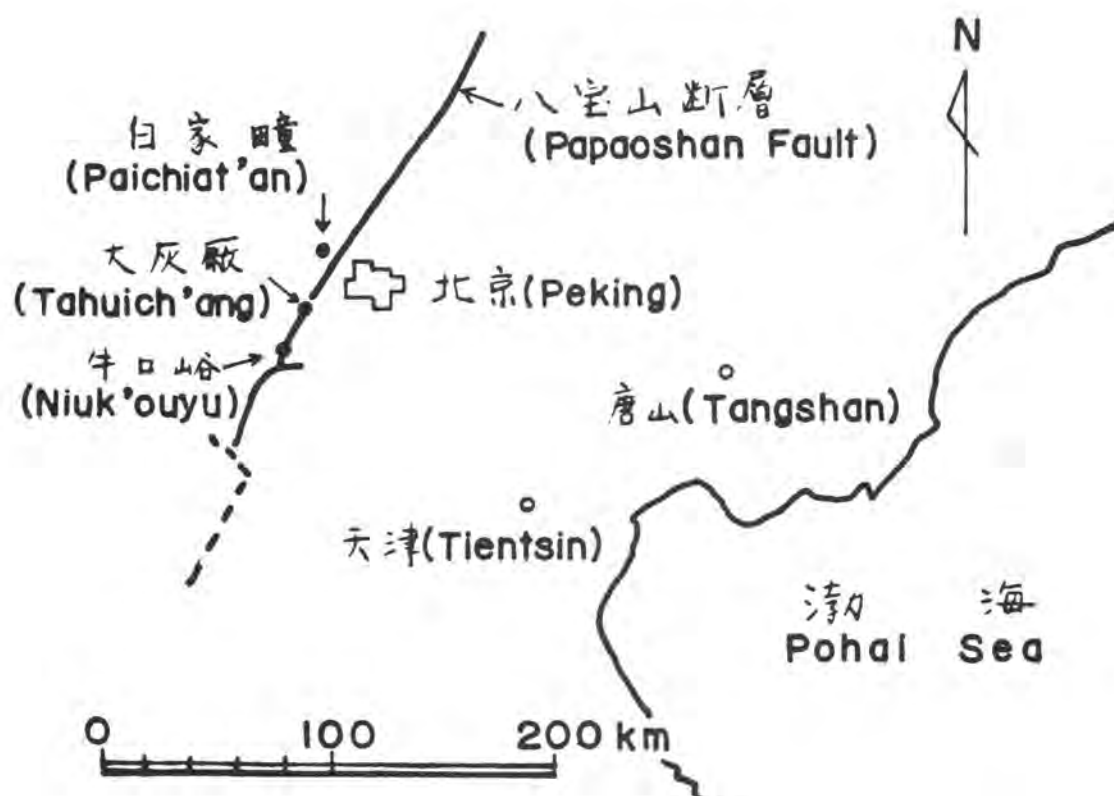 N
八宝山断層
(Papaoshan Fault)
白家疃
(Paichiat'an)
大灰厰
(Tahuich'ang)
北京(Peking)
牛口峪
(Niuk'ouyu)
唐山(Tangshan)
天津(Tientsin)
渤 海
Pohai Sea
0 100 200 km